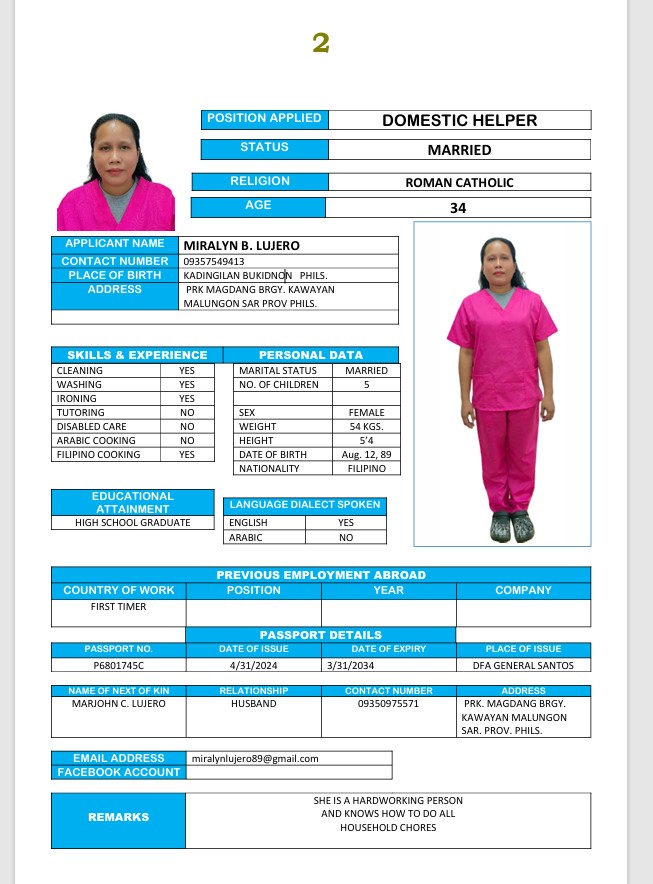 2
POSITION APPLIED DOMESTIC HELPER
STATUS MARRIED
RELIGION ROMAN CATHOLIC
AGE 34
APPLICANT NAME MIRALYN B. LUJERO
CONTACT NUMBER 09357549413
PLACE OF BIRTH KADINGILAN BUKIDNON PHILS.
ADDRESS PRK MAGDANG BRGY. KAWAYAN
MALUNGON SAR PROV PHILS.
SKILLS & EXPERIENCE
CLEANING YES
WASHING YES
IRONING YES
TUTORING NO
DISABLED CARE NO
ARABIC COOKING NO
FILIPINO COOKING YES
PERSONAL DATA
MARITAL STATUS MARRIED
NO. OF CHILDREN 5
SEX FEMALE
WEIGHT 54 KGS.
HEIGHT 5’4
DATE OF BIRTH Aug. 12, 89
NATIONALITY FILIPINO
EDUCATIONAL
ATTAINMENT
HIGH SCHOOL GRADUATE
LANGUAGE DIALECT SPOKEN
ENGLISH YES
ARABIC NO
PREVIOUS EMPLOYMENT ABROAD
COUNTRY OF WORK POSITION YEAR COMPANY
FIRST TIMER
PASSPORT DETAILS
PASSPORT NO. DATE OF ISSUE DATE OF EXPIRY PLACE OF ISSUE
P6801745C 4/31/2024 3/31/2034 DFA GENERAL SANTOS
NAME OF NEXT OF KIN RELATIONSHIP CONTACT NUMBER ADDRESS
MARJOHN C. LUJERO HUSBAND 09350975571 PRK. MAGDANG BRGY.
KAWAYAN MALUNGON
SAR. PROV. PHILS.
EMAIL ADDRESS miralynlujero89@gmail.com
FACEBOOK ACCOUNT
REMARKS
SHE IS A HARDWORKING PERSON
AND KNOWS HOW TO DO ALL
HOUSEHOLD CHORES